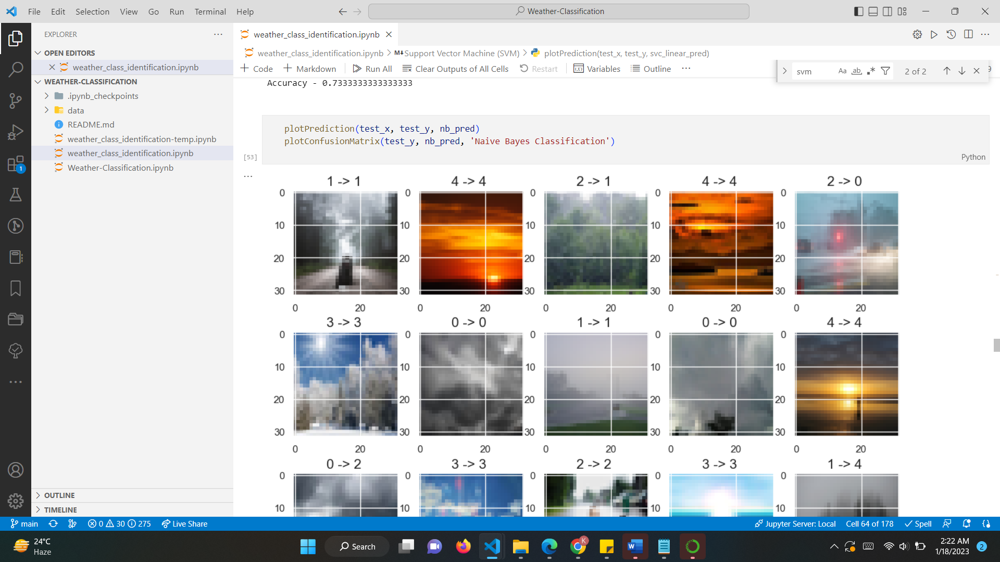 File Edit Selection View Go Run Terminal Help
Weather-Classification
EXPLORER
OPEN EDITORS
weather_class_identification.ipynb
WEATHER-CLASSIFICATION
.ipynb_checkpoints
data
README.md
weather_class_identification-temp.ipynb
weather_class_identification.ipynb
Weather-Classification.ipynb
OUTLINE
TIMELINE
1
weather_class_identification.ipynb
weather_class_identification.ipynb > M↓Support Vector Machine (SVM) > plotPrediction(test_x, test_y, svc_linear_pred)
+ Code + Markdown Run All Clear Outputs of All Cells Restart Variables Outline ...
svm Aa ab 2 of 2
Accuracy - 0.7333333333333333
plotPrediction(test_x, test_y, nb_pred)
plotConfusionMatrix(test_y, nb_pred, 'Naive Bayes Classification')
[53]
Python
1 -> 1 4 -> 4 2 -> 1 4 -> 4 2 -> 0
0 0 0 0 0
10 10 10 10 10
20 20 20 20 20
30 30 30 30 30
0 20 0 20 0 20 0 20 0 20
3 -> 3 0 -> 0 1 -> 1 0 -> 0 4 -> 4
0 0 0 0 0
10 10 10 10 10
20 20 20 20 20
30 30 30 30 30
0 20 0 20 0 20 0 20 0 20
0 -> 2 3 -> 3 2 -> 2 3 -> 3 1 -> 4
0 0 0 0 0
10 10 10 10 10
main 0 30 275 Live Share Jupyter Server: Local Cell 64 of 178 Spell
24°C
Haze
Search
K
2:22 AM
1/18/2023
2